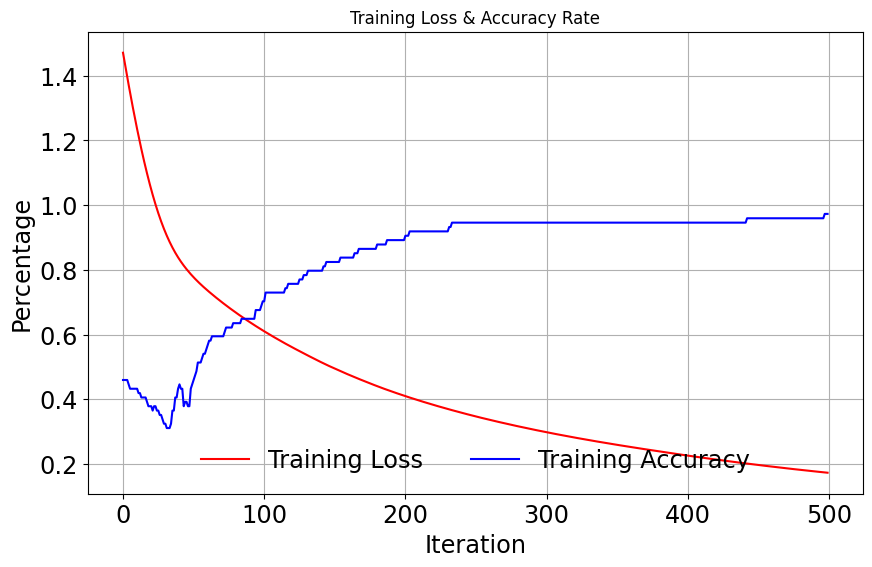 Training Loss & Accuracy Rate
Percentage
1.4
1.2
1.0
0.8
0.6
0.4
0.2
Training Loss
Training Accuracy
0
100
200
300
400
500
Iteration